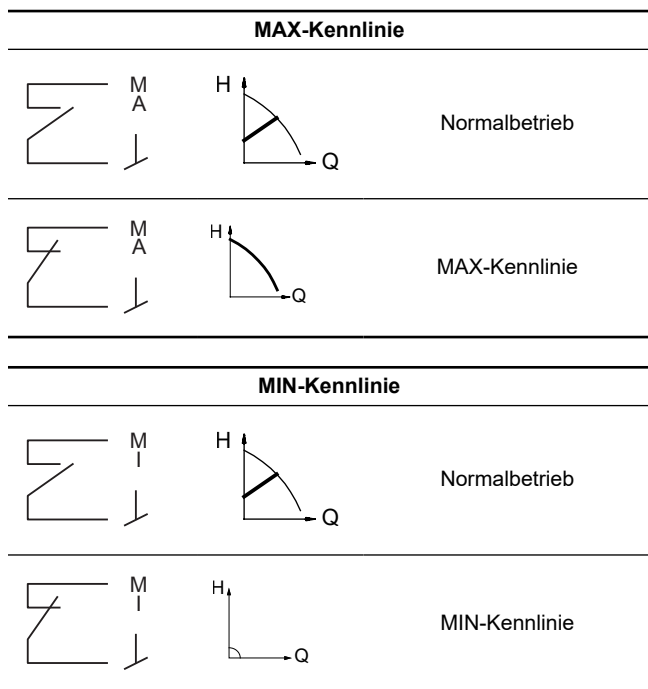 MAX-Kennlinie
M
A
H
Q
Normalbetrieb
M
A
H
Q
MAX-Kennlinie
MIN-Kennlinie
M
I
H
Q
Normalbetrieb
M
I
H
Q
MIN-Kennlinie